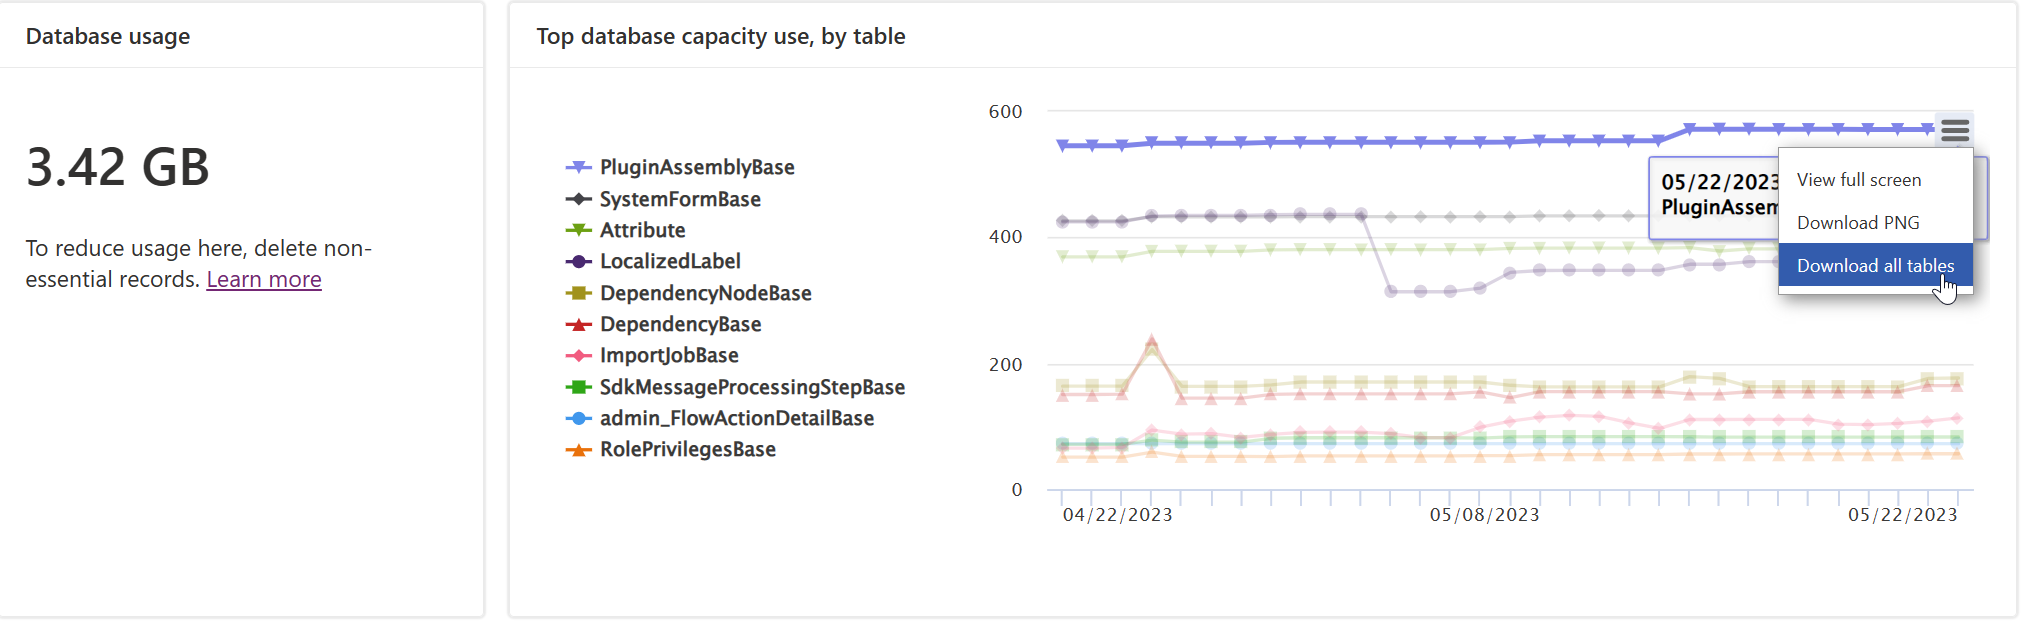 Database usage
3.42 GB
To reduce usage here, delete non-
essential records. Learn more
Top database capacity use, by table
PluginAssemblyBase
SystemFormBase
Attribute
LocalizedLabel
DependencyNodeBase
DependencyBase
ImportJobBase
SdkMessageProcessingStepBase
admin_FlowActionDetailBase
RolePrivilegesBase
600
400
200
0
04/22/2023 05/08/2023 05/22/2023
05/22/2023
PluginAssem
View full screen
Download PNG
Download all tables